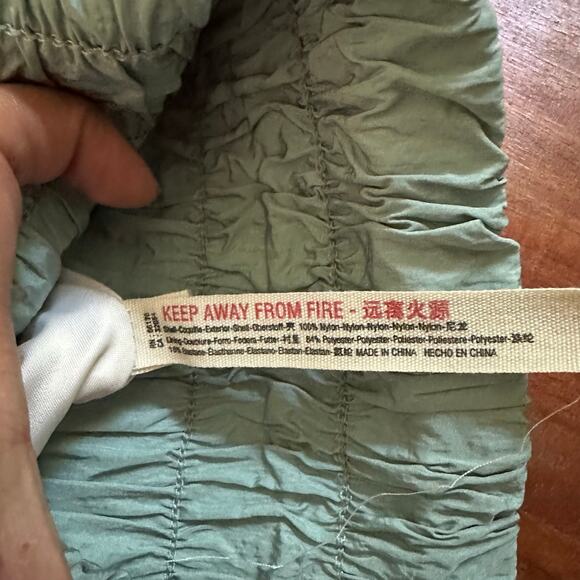 KEEP AWAY FROM FIRE - 远离火源
Shell-Coquille-Exterior-Shell-Oberstoff-壳 100% Nylon-Nylon-Nylon-Nylon-Nylon-尼龙
Lining-Doublure-Forro-Fodera-Futter-衬里 84% Polyester-Polyester-Poliéster-Poliestere-Polyester-涤纶
16% Elastane-Elasthanne-Elastano-Elastan-Elastan-氨纶 MADE IN CHINA HECHO EN CHINA